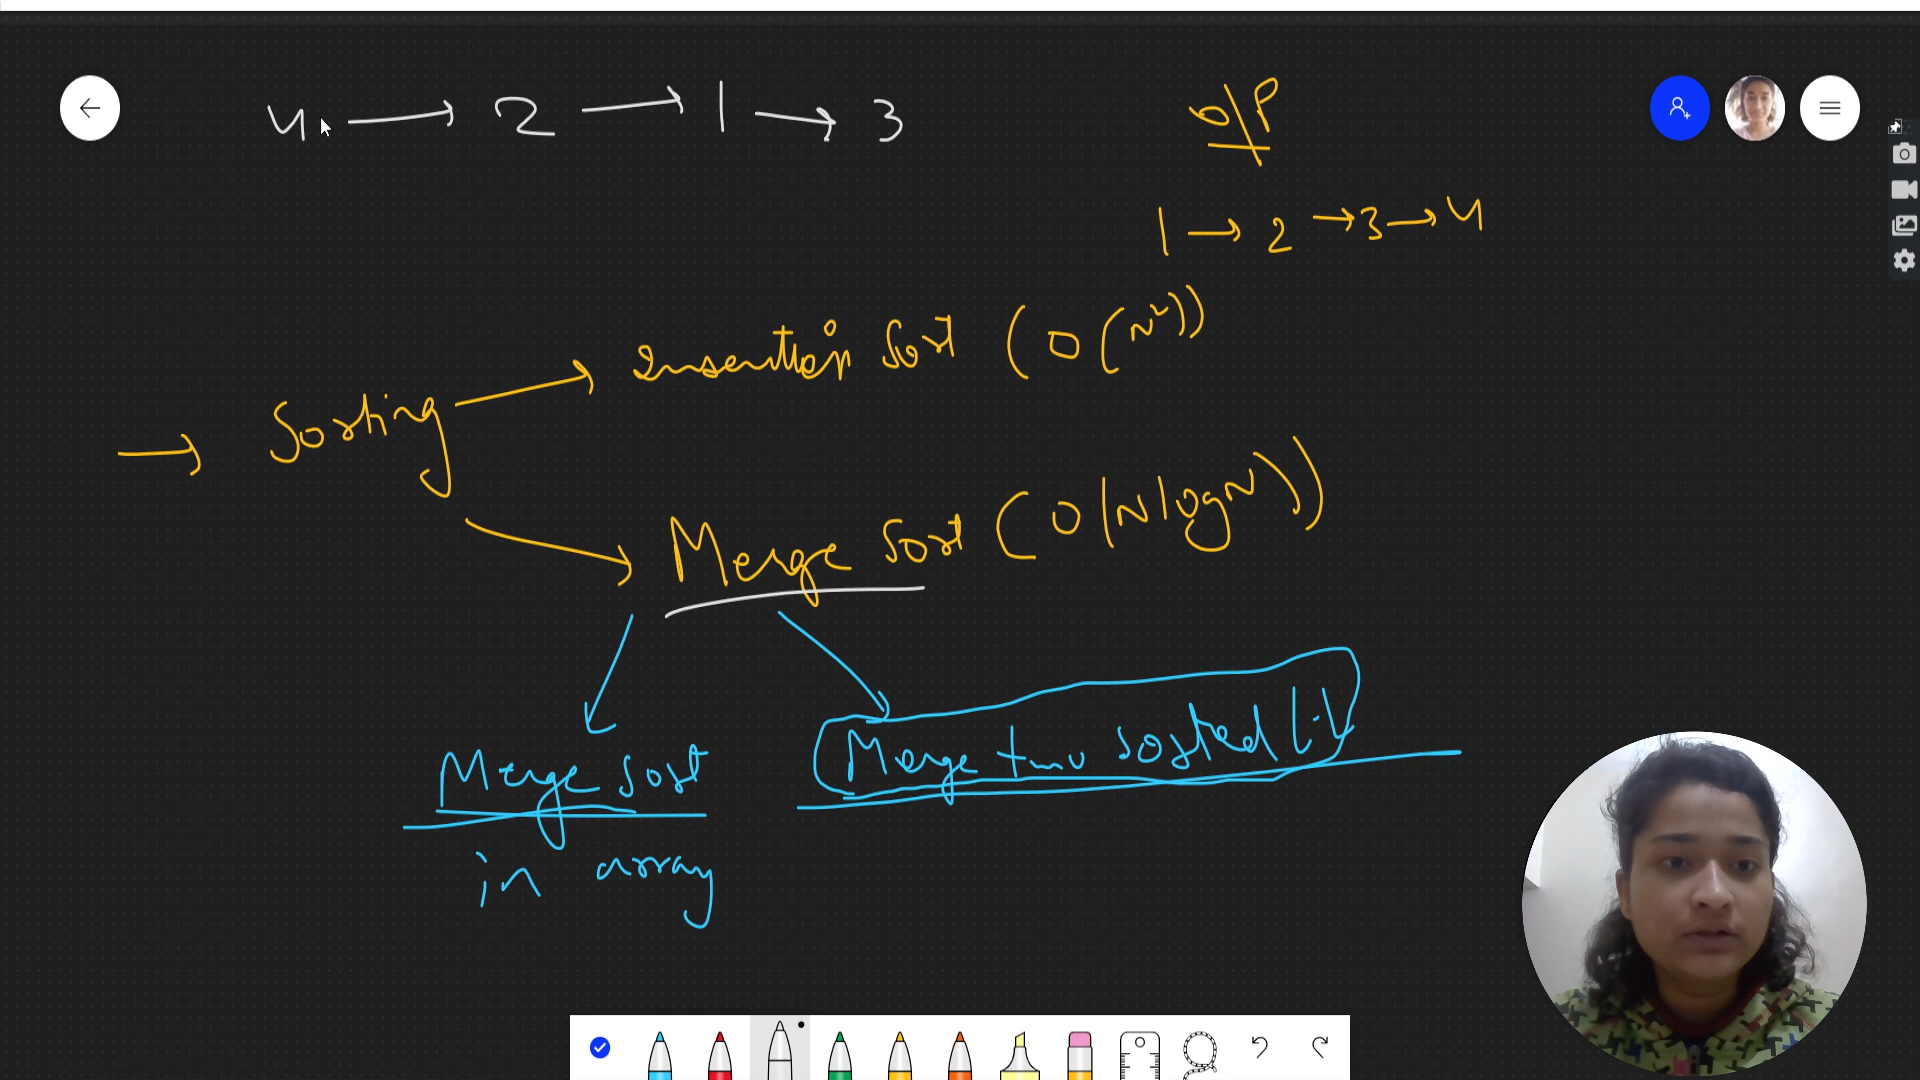 4 → 2 → 1 → 3
O/P
1 → 2 → 3 → 4
→ Sorting
→ Insertion Sort (O(N²))
→ Merge Sort (O(NlogN))
Merge Sort
in array
Merge two sorted